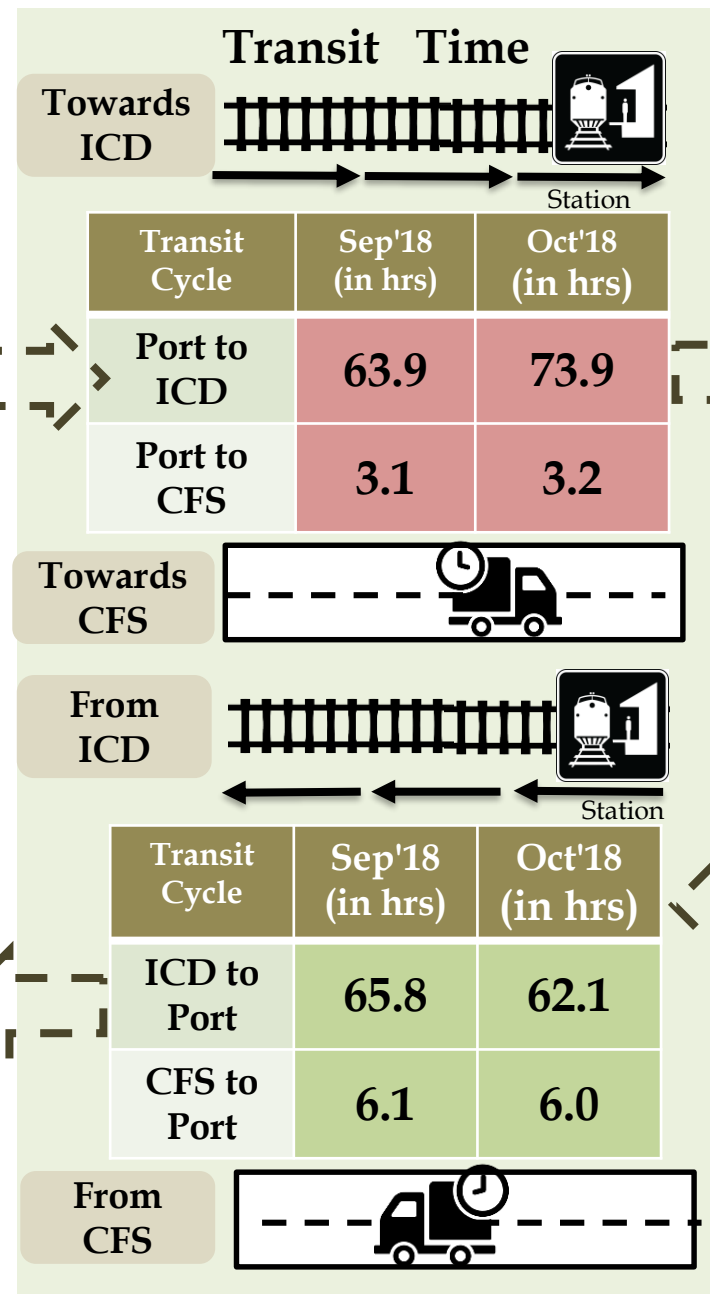 Transit Time
Towards
ICD
Station
Transit
Cycle
Sep'18
(in hrs)
Oct'18
(in hrs)
Port to
ICD
63.9
73.9
Port to
CFS
3.1
3.2
Towards
CFS
From
ICD
Station
Transit
Cycle
Sep'18
(in hrs)
Oct'18
(in hrs)
ICD to
Port
65.8
62.1
CFS to
Port
6.1
6.0
From
CFS